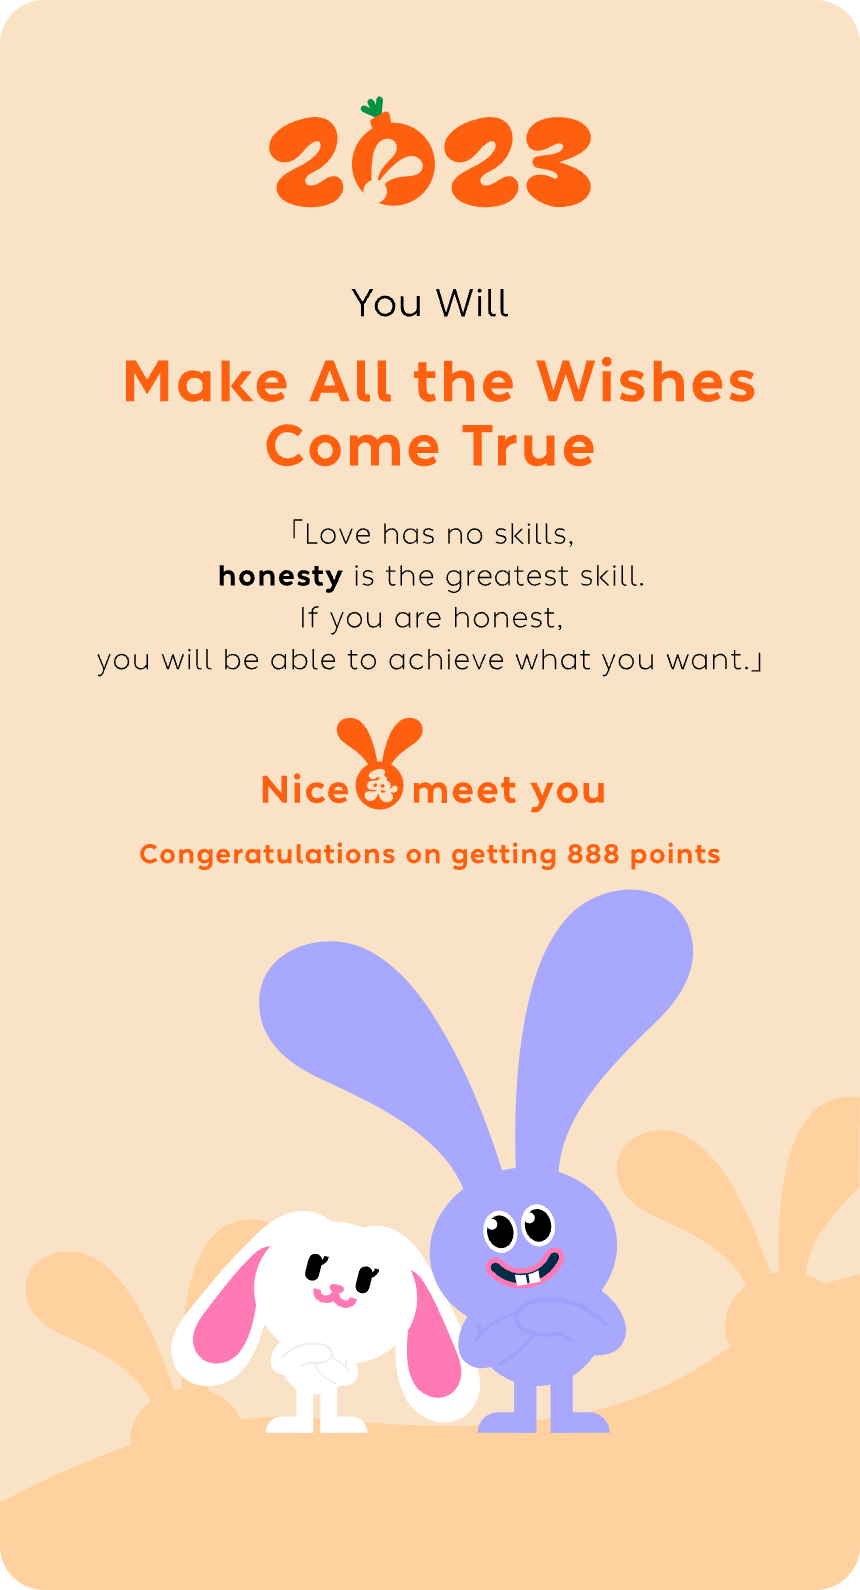 2023
You Will
Make All the Wishes
Come True
「Love has no skills,
honesty is the greatest skill.
If you are honest,
you will be able to achieve what you want.」
Nice 兔 meet you
Congeratulations on getting 888 points